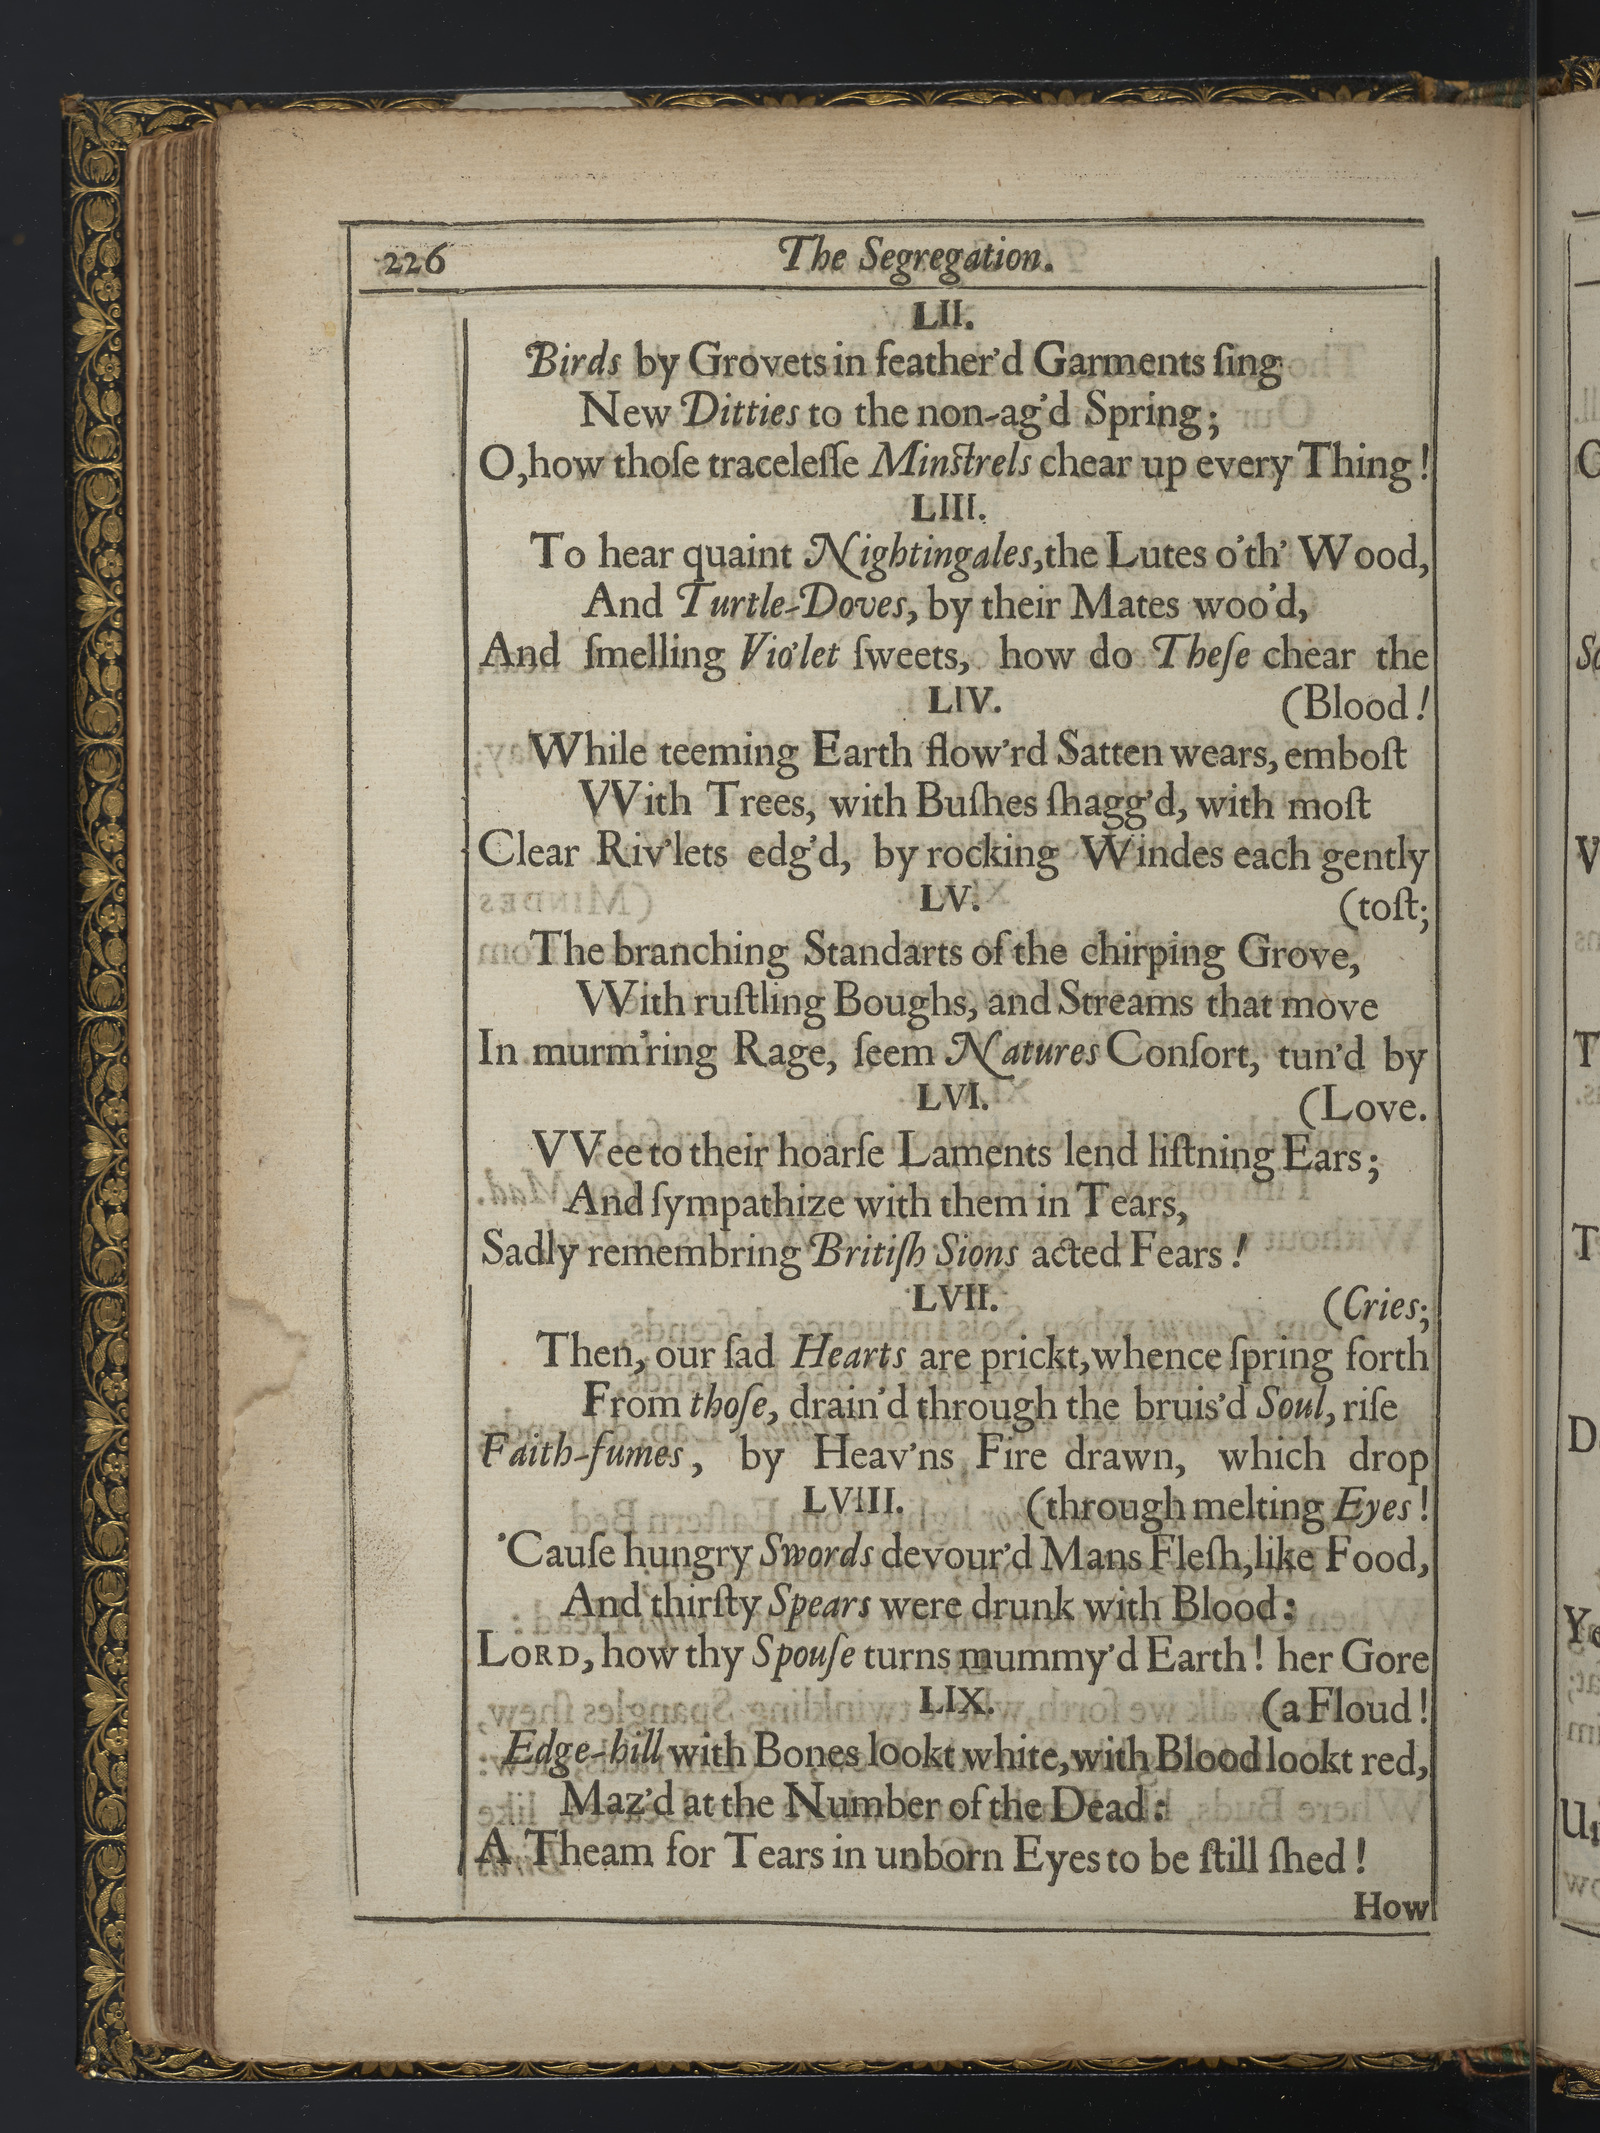 226 The Segregation.
LII.
Birds by Grovets in feather'd Garments ſing
New Ditties to the non-ag'd Spring;
O,how thoſe traceleſſe Minstrels chear up every Thing!
LIII.
To hear quaint Nightingales,the Lutes o'th' Wood,
And Turtle-Doves, by their Mates woo'd,
And ſmelling Vio'let ſweets, how do Theſe chear the
LIV. (Blood!
While teeming Earth flow'rd Satten wears, emboſt
VVith Trees, with Buſhes ſhagg'd, with moſt
Clear Riv'lets edg'd, by rocking Windes each gently
LV. (toſt;
The branching Standarts of the chirping Grove,
VVith ruſtling Boughs, and Streams that move
In murm'ring Rage, ſeem Natures Conſort, tun'd by
LVI. (Love.
VVee to their hoarſe Laments lend liſtning Ears;
And ſympathize with them in Tears,
Sadly remembring Britiſh Sions acted Fears!
LVII. (Cries;
Then, our ſad Hearts are prickt,whence ſpring forth
From thoſe, drain'd through the bruis'd Soul, riſe
Faith-fumes, by Heav'ns Fire drawn, which drop
LVIII. (through melting Eyes!
'Cauſe hungry Swords devour'd Mans Fleſh,like Food,
And thirſty Spears were drunk with Blood:
LORD, how thy Spouſe turns mummy'd Earth! her Gore
LIX. (a Floud!
Edge-hill with Bones lookt white,with Blood lookt red,
Maz'd at the Number of the Dead:
A Theam for Tears in unborn Eyes to be ſtill ſhed!
How